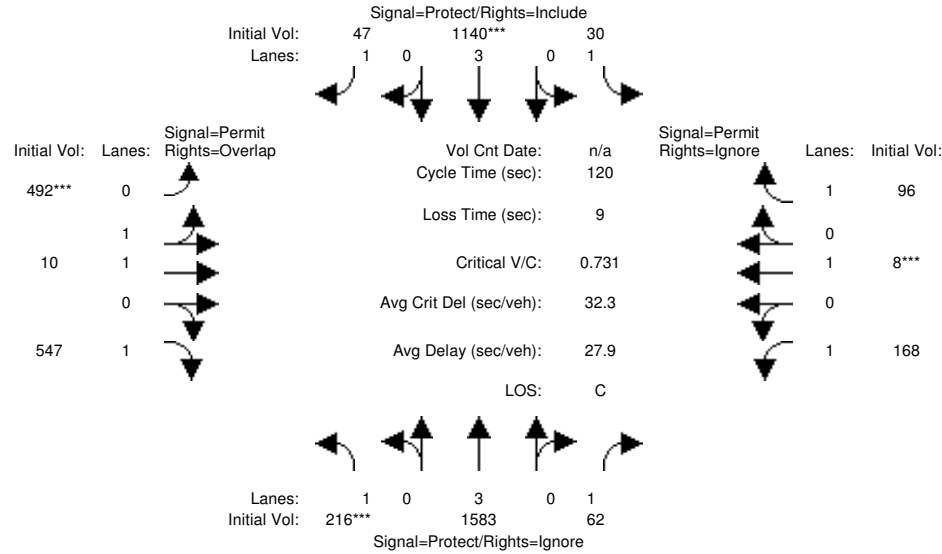 Signal=Protect/Rights=Include
Initial Vol: 47 1140*** 30
Lanes: 1 0 3 0 1
Signal=Permit Signal=Permit
Initial Vol: Lanes: Rights=Overlap Vol Cnt Date: n/a Rights=Ignore Lanes: Initial Vol:
Cycle Time (sec): 120
492*** 0 1 96
Loss Time (sec): 9
1 0
10 1 Critical V/C: 0.731 1 8***
0 Avg Crit Del (sec/veh): 32.3 0
547 1 Avg Delay (sec/veh): 27.9 1 168
LOS: C
Lanes: 1 0 3 0 1
Initial Vol: 216*** 1583 62
Signal=Protect/Rights=Ignore